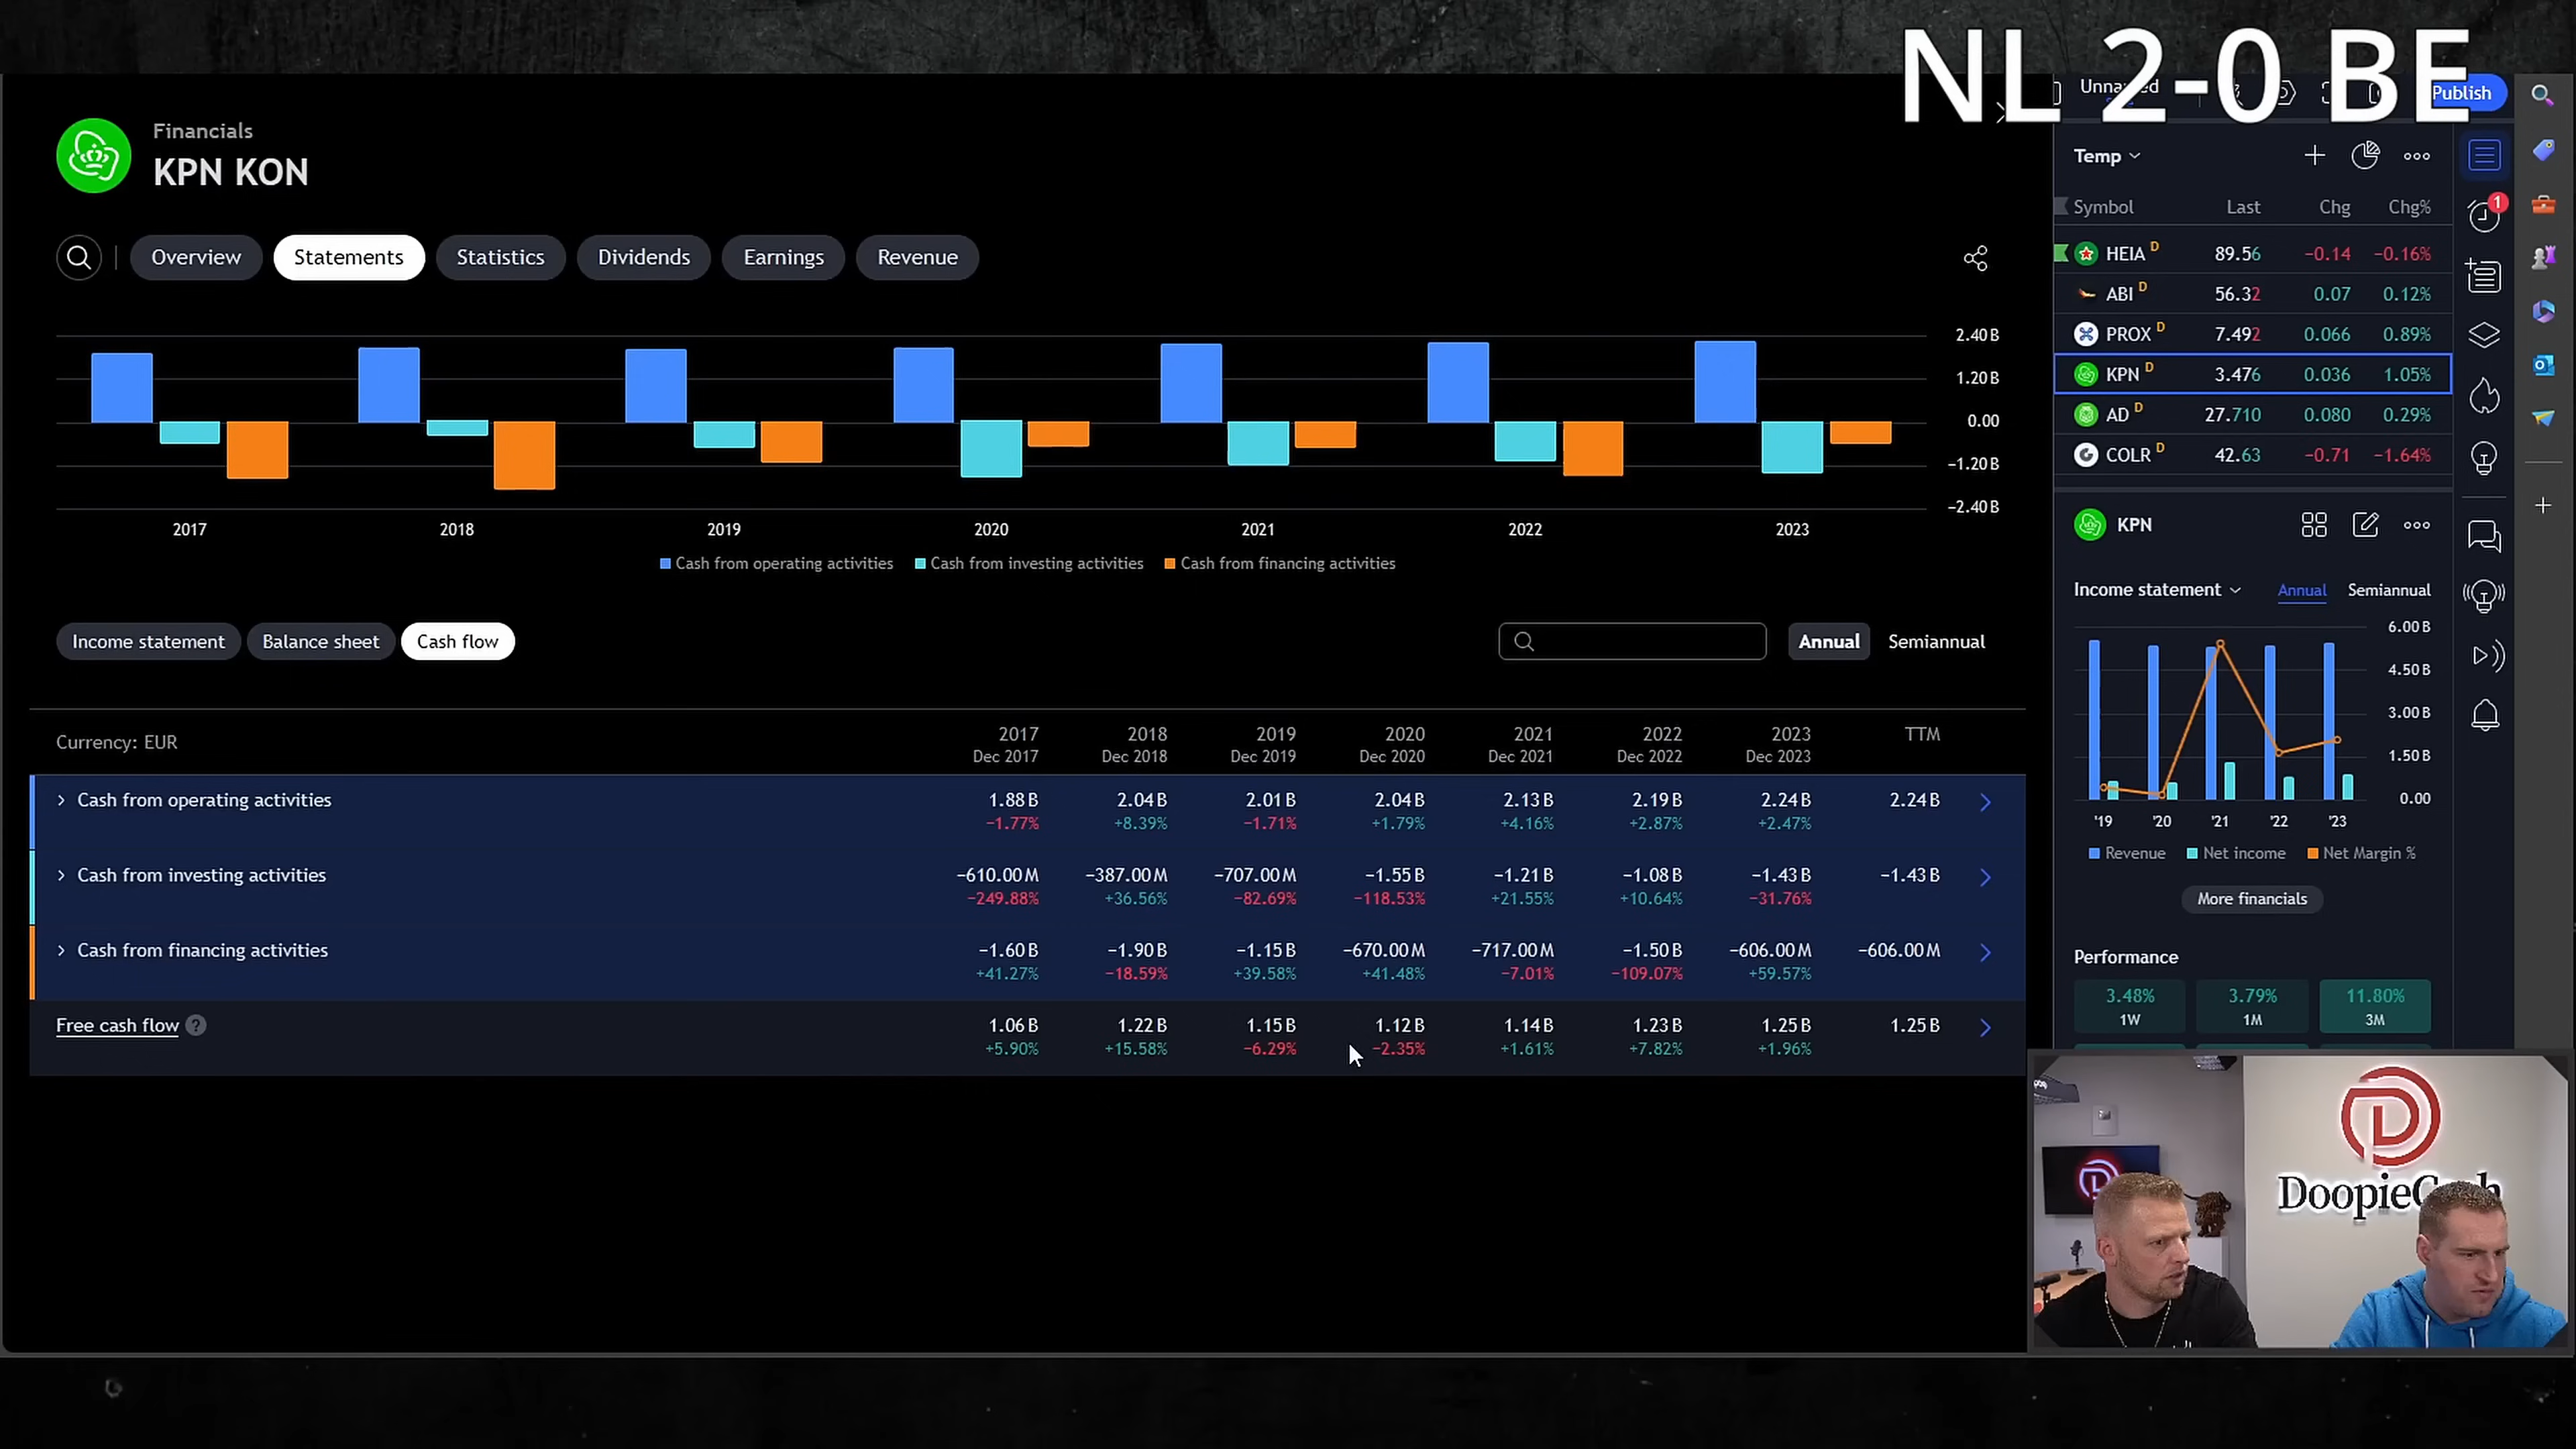 NL 2-0 BE
Publish
Financials
KPN KON
Overview
Statements
Statistics
Dividends
Earnings
Revenue
2.40 B
1.20 B
0.00
−1.20 B
−2.40 B
2017 2018 2019 2020 2021 2022 2023
Cash from operating activities Cash from investing activities Cash from financing activities
Income statement Balance sheet Cash flow
Annual Semiannual
Currency: EUR
2017 2018 2019 2020 2021 2022 2023 TTM
Dec 2017 Dec 2018 Dec 2019 Dec 2020 Dec 2021 Dec 2022 Dec 2023
Cash from operating activities 1.88 B 2.04 B 2.01 B 2.04 B 2.13 B 2.19 B 2.24 B 2.24 B
−1.77% +8.39% −1.71% +1.79% +4.16% +2.87% +2.47%
Cash from investing activities −610.00 M −387.00 M −707.00 M −1.55 B −1.21 B −1.08 B −1.43 B −1.43 B
−249.88% +36.56% −82.69% −118.53% +21.55% +10.64% −31.76%
Cash from financing activities −1.60 B −1.90 B −1.15 B −670.00 M −717.00 M −1.50 B −606.00 M −606.00 M
+41.27% −18.59% +39.58% +41.48% −7.01% −109.07% +59.57%
Free cash flow ? 1.06 B 1.22 B 1.15 B 1.12 B 1.14 B 1.23 B 1.25 B 1.25 B
+5.90% +15.58% −6.29% −2.35% +1.61% +7.82% +1.96%
Temp
Symbol Last Chg Chg%
HEIA D 89.56 −0.14 −0.16%
ABI D 56.32 0.07 0.12%
PROX D 7.492 0.066 0.89%
KPN D 3.476 0.036 1.05%
AD D 27.710 0.080 0.29%
COLR D 42.63 −0.71 −1.64%
1
KPN
Income statement Annual Semiannual
6.00 B
4.50 B
3.00 B
1.50 B
0.00
'19 '20 '21 '22 '23
Revenue Net income Net Margin %
More financials
Performance
3.48% 3.79% 11.80%
1W 1M 3M